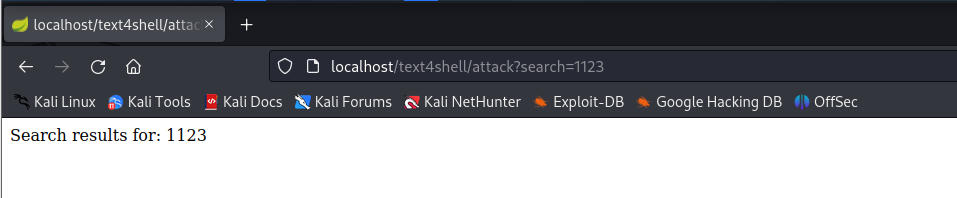 localhost/text4shell/attac
localhost/text4shell/attack?search=1123
Kali Linux Kali Tools Kali Docs Kali Forums Kali NetHunter Exploit-DB Google Hacking DB OffSec
Search results for: 1123